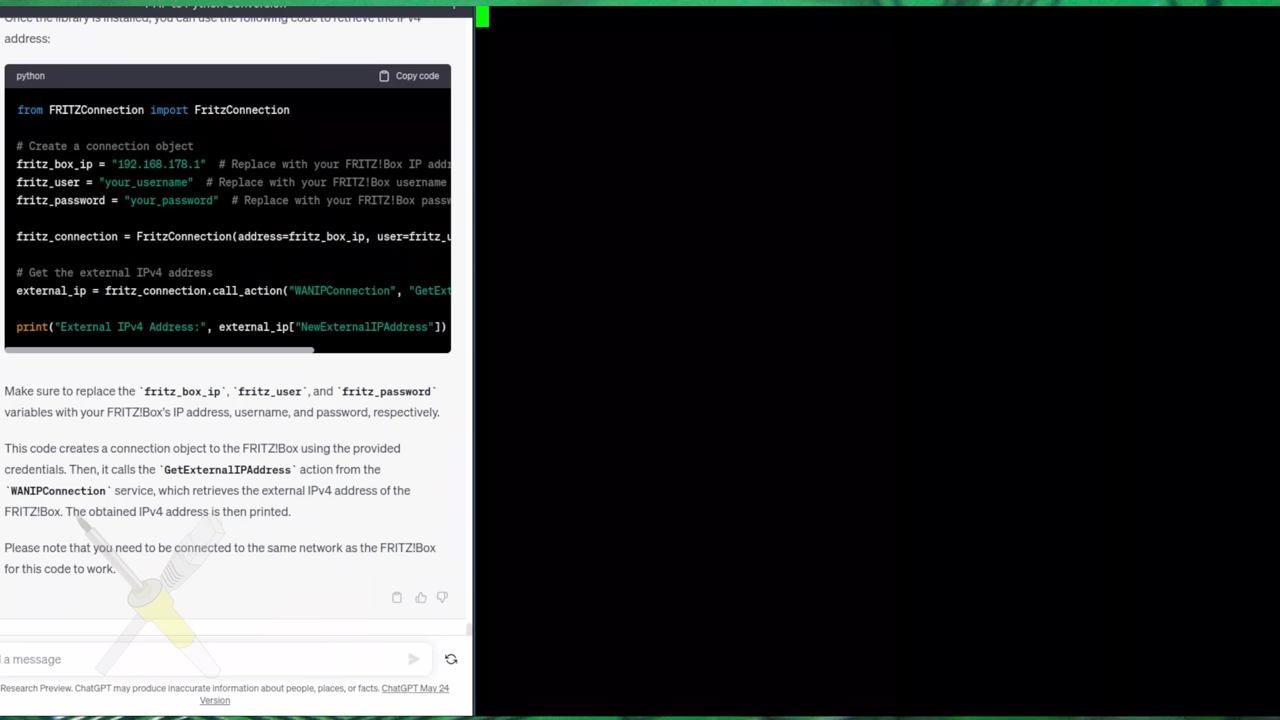 Once the library is installed, you can use the following code to retrieve the IPv4
address:
python
Copy code
from FRITZConnection import FritzConnection
# Create a connection object
fritz_box_ip = "192.168.178.1"  # Replace with your FRITZ!Box IP addr
fritz_user = "your_username"  # Replace with your FRITZ!Box username
fritz_password = "your_password"  # Replace with your FRITZ!Box passw
fritz_connection = FritzConnection(address=fritz_box_ip, user=fritz_u
# Get the external IPv4 address
external_ip = fritz_connection.call_action("WANIPConnection", "GetExt
print("External IPv4 Address:", external_ip["NewExternalIPAddress"])
Make sure to replace the `fritz_box_ip`, `fritz_user`, and `fritz_password`
variables with your FRITZ!Box's IP address, username, and password, respectively.
This code creates a connection object to the FRITZ!Box using the provided
credentials. Then, it calls the `GetExternalIPAddress` action from the
`WANIPConnection` service, which retrieves the external IPv4 address of the
FRITZ!Box. The obtained IPv4 address is then printed.
Please note that you need to be connected to the same network as the FRITZ!Box
for this code to work.
d a message
Research Preview. ChatGPT may produce inaccurate information about people, places, or facts. ChatGPT May 24
Version